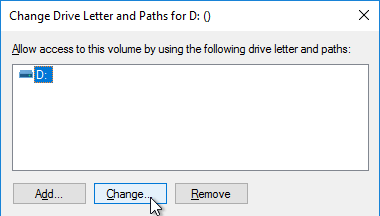 Change Drive Letter and Paths for D: ()
Allow access to this volume by using the following drive letter and paths:
D:
Add... Change... Remove